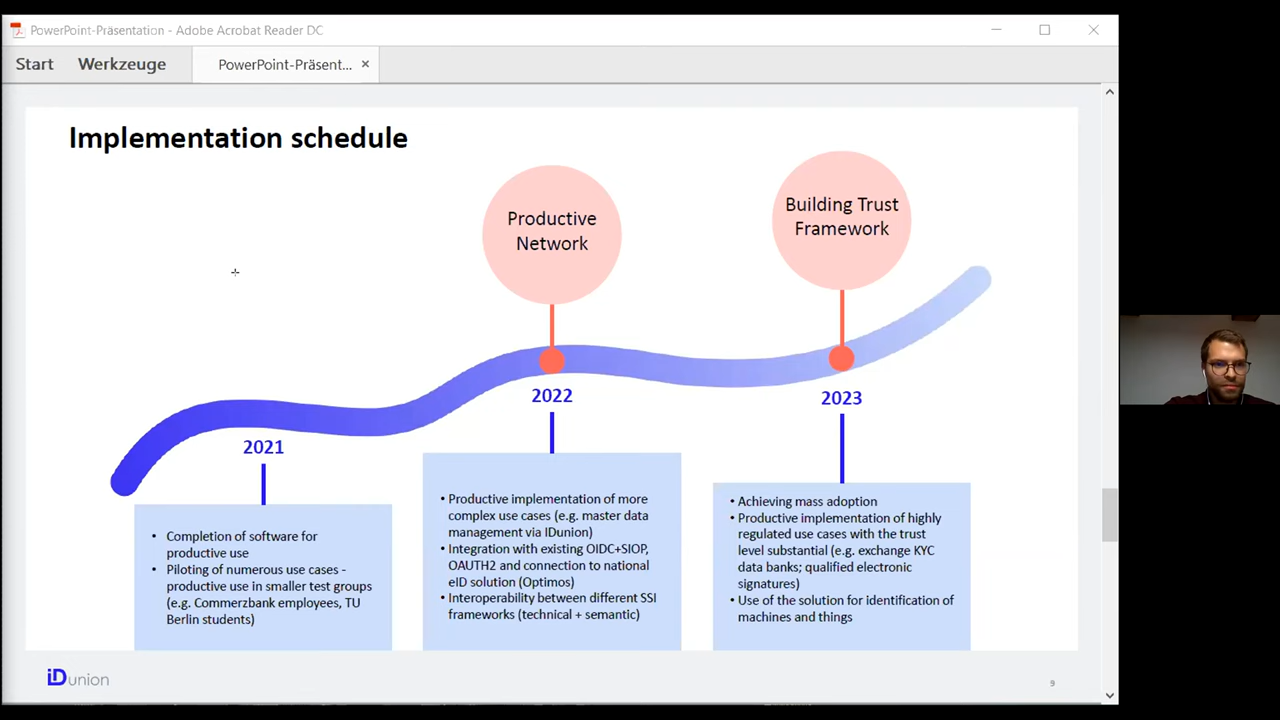 PowerPoint-Präsentation - Adobe Acrobat Reader DC
Start Werkzeuge PowerPoint-Präsent... ×
Implementation schedule
Productive
Network
Building Trust
Framework
2021
2022
2023
• Completion of software for
productive use
• Piloting of numerous use cases -
productive use in smaller test groups
(e.g. Commerzbank employees, TU
Berlin students)
• Productive implementation of more
complex use cases (e.g. master data
management via IDunion)
• Integration with existing OIDC+SIOP,
OAUTH2 and connection to national
eID solution (Optimos)
• Interoperability between different SSI
frameworks (technical + semantic)
• Achieving mass adoption
• Productive implementation of highly
regulated use cases with the trust
level substantial (e.g. exchange KYC
data banks; qualified electronic
signatures)
• Use of the solution for identification of
machines and things
iDunion
9